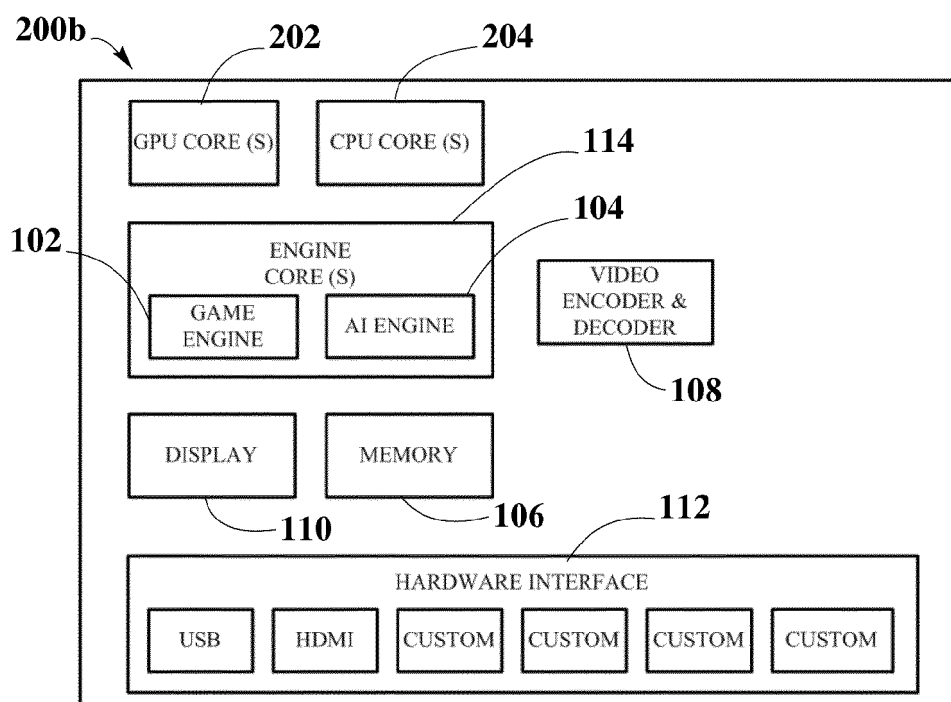 200b
202
204
GPU CORE (S)
CPU CORE (S)
114
104
102
ENGINE
CORE (S)
GAME
ENGINE
AI ENGINE
VIDEO
ENCODER &
DECODER
108
DISPLAY
MEMORY
110
106
112
HARDWARE INTERFACE
USB
HDMI
CUSTOM
CUSTOM
CUSTOM
CUSTOM